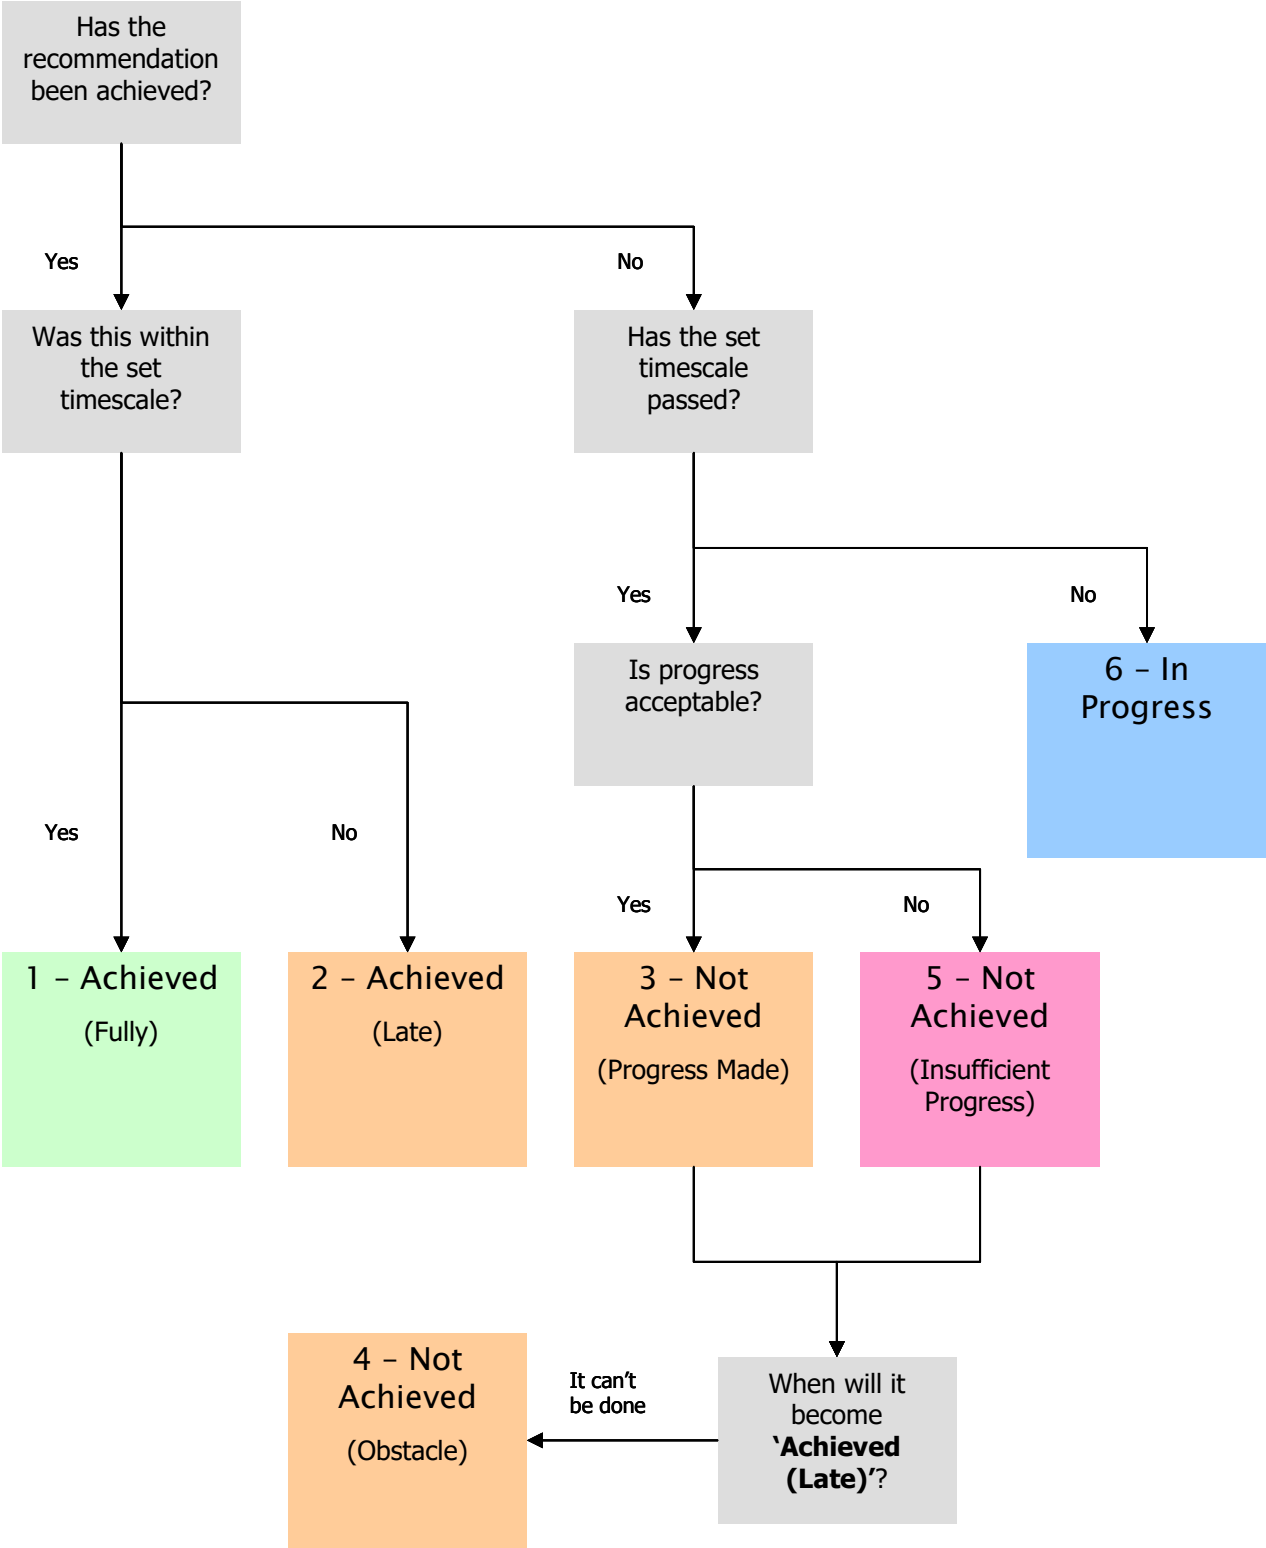 Has the
recommendation
been achieved?
Yes
No
Was this within
the set
timescale?
Has the set
timescale
passed?
Yes
No
Is progress
acceptable?
6 – In
Progress
Yes
No
Yes
No
1 – Achieved
(Fully)
2 – Achieved
(Late)
3 – Not
Achieved
(Progress Made)
5 – Not
Achieved
(Insufficient
Progress)
4 – Not
Achieved
(Obstacle)
It can’t
be done
When will it
become
‘Achieved
(Late)’?